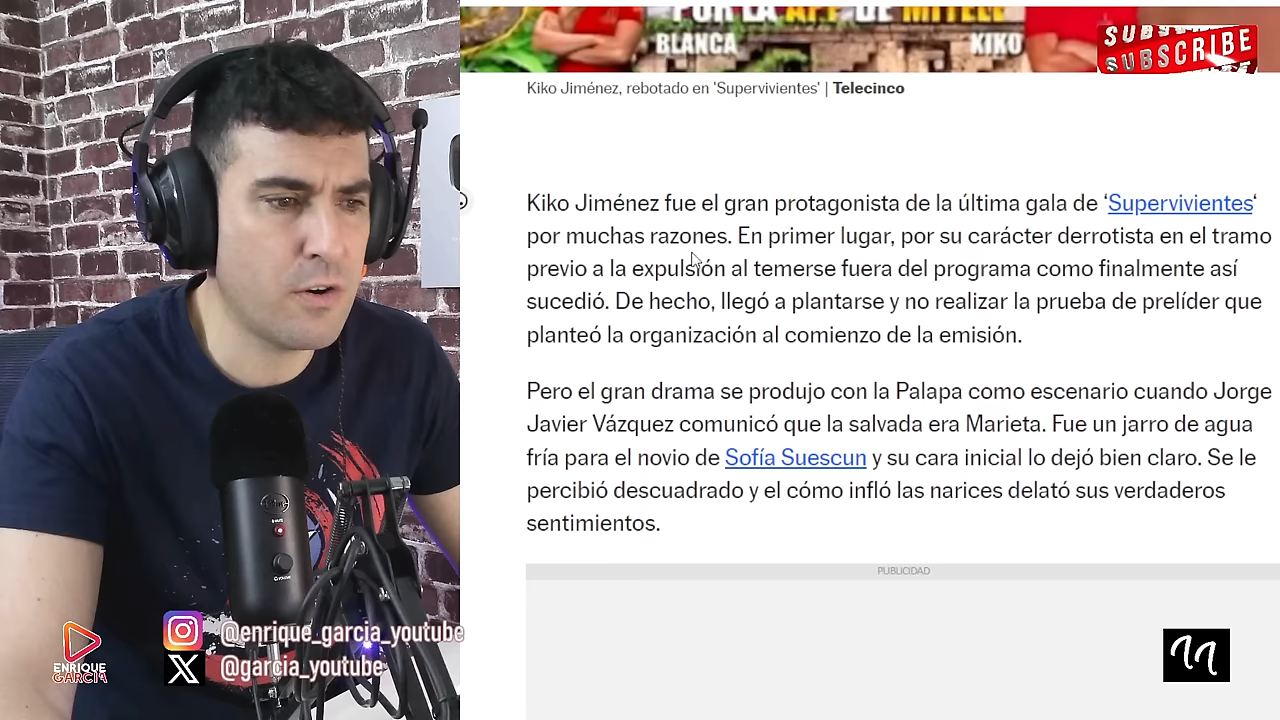 POR LA APP DE MITELE
BLANCA
KIKO
SUBSCRIBE
SUBSCRIBE
Kiko Jiménez, rebotado en 'Supervivientes' | Telecinco
Kiko Jiménez fue el gran protagonista de la última gala de ‘Supervivientes‘
por muchas razones. En primer lugar, por su carácter derrotista en el tramo
previo a la expulsión al temerse fuera del programa como finalmente así
sucedió. De hecho, llegó a plantarse y no realizar la prueba de prelíder que
planteó la organización al comienzo de la emisión.
Pero el gran drama se produjo con la Palapa como escenario cuando Jorge
Javier Vázquez comunicó que la salvada era Marieta. Fue un jarro de agua
fría para el novio de Sofía Suescun y su cara inicial lo dejó bien claro. Se le
percibió descuadrado y el cómo infló las narices delató sus verdaderos
sentimientos.
PUBLICIDAD
@enrique_garcia_youtube
@garcia_youtube
ENRIQUE
GARCIA